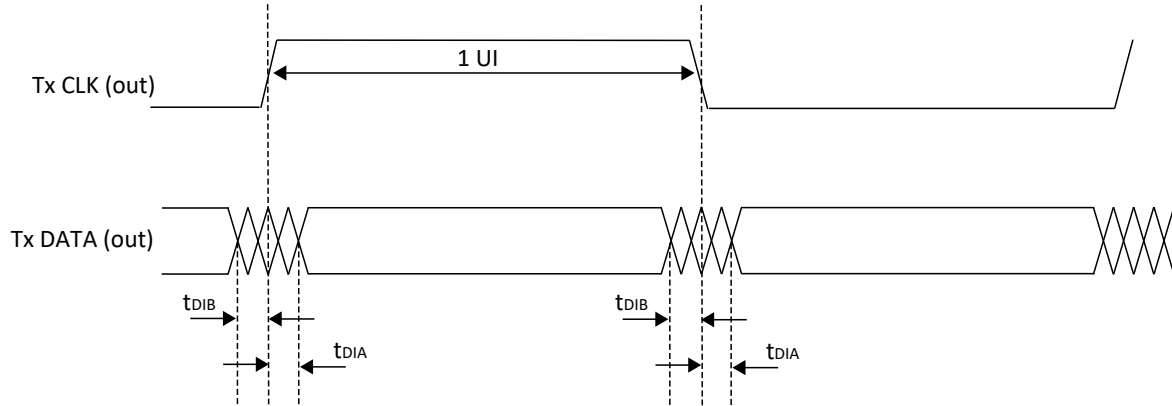 1 UI
Tx CLK (out)
Tx DATA (out)
tDIB
tDIB
tDIA
tDIA